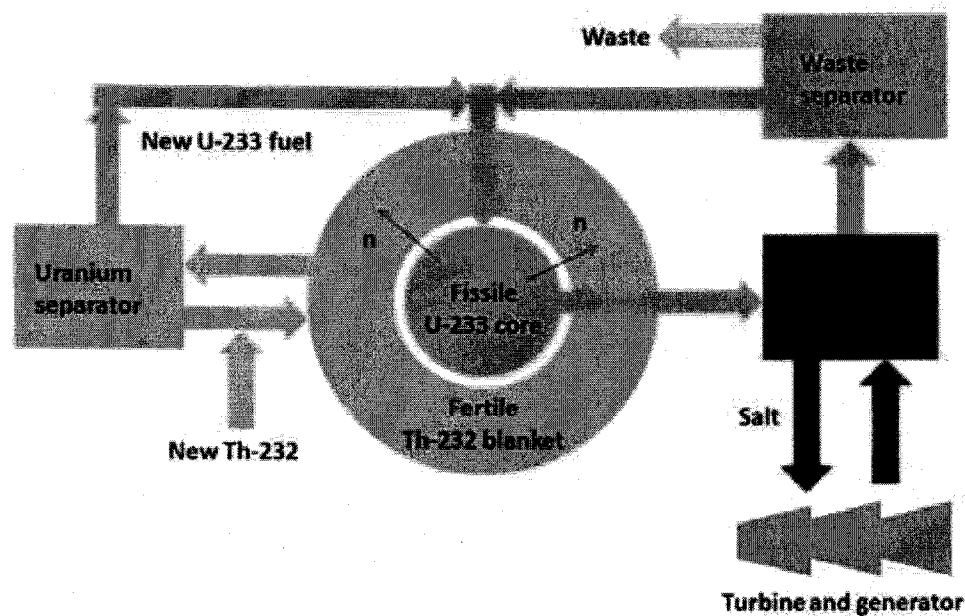 Waste
Waste
separator
New U-233 fuel
n
n
Uranium
separator
Fissile
U-233 core
Fertile
Th-232 blanket
New Th-232
Salt
Turbine and generator